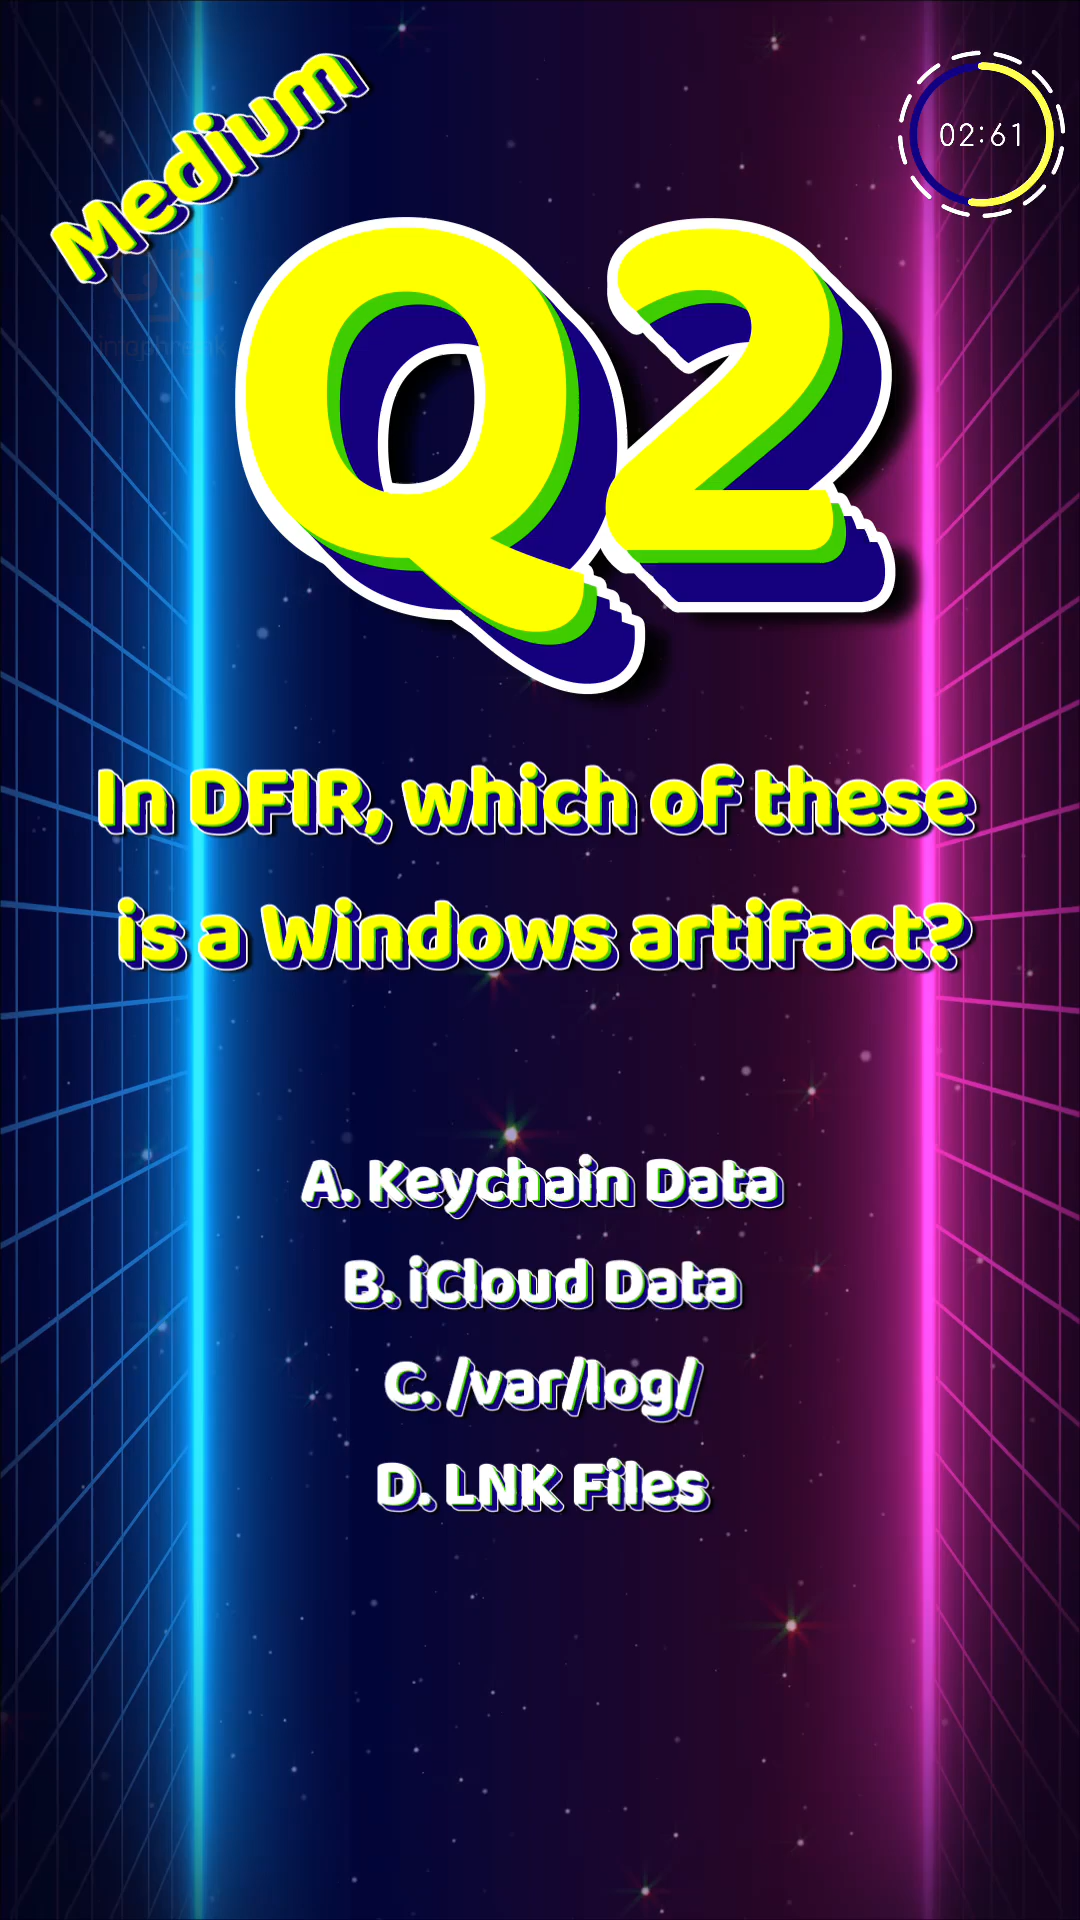 Medium
02:61
Q2
In DFIR, which of these
is a Windows artifact?
A. Keychain Data
B. iCloud Data
C. /var/log/
D. LNK Files